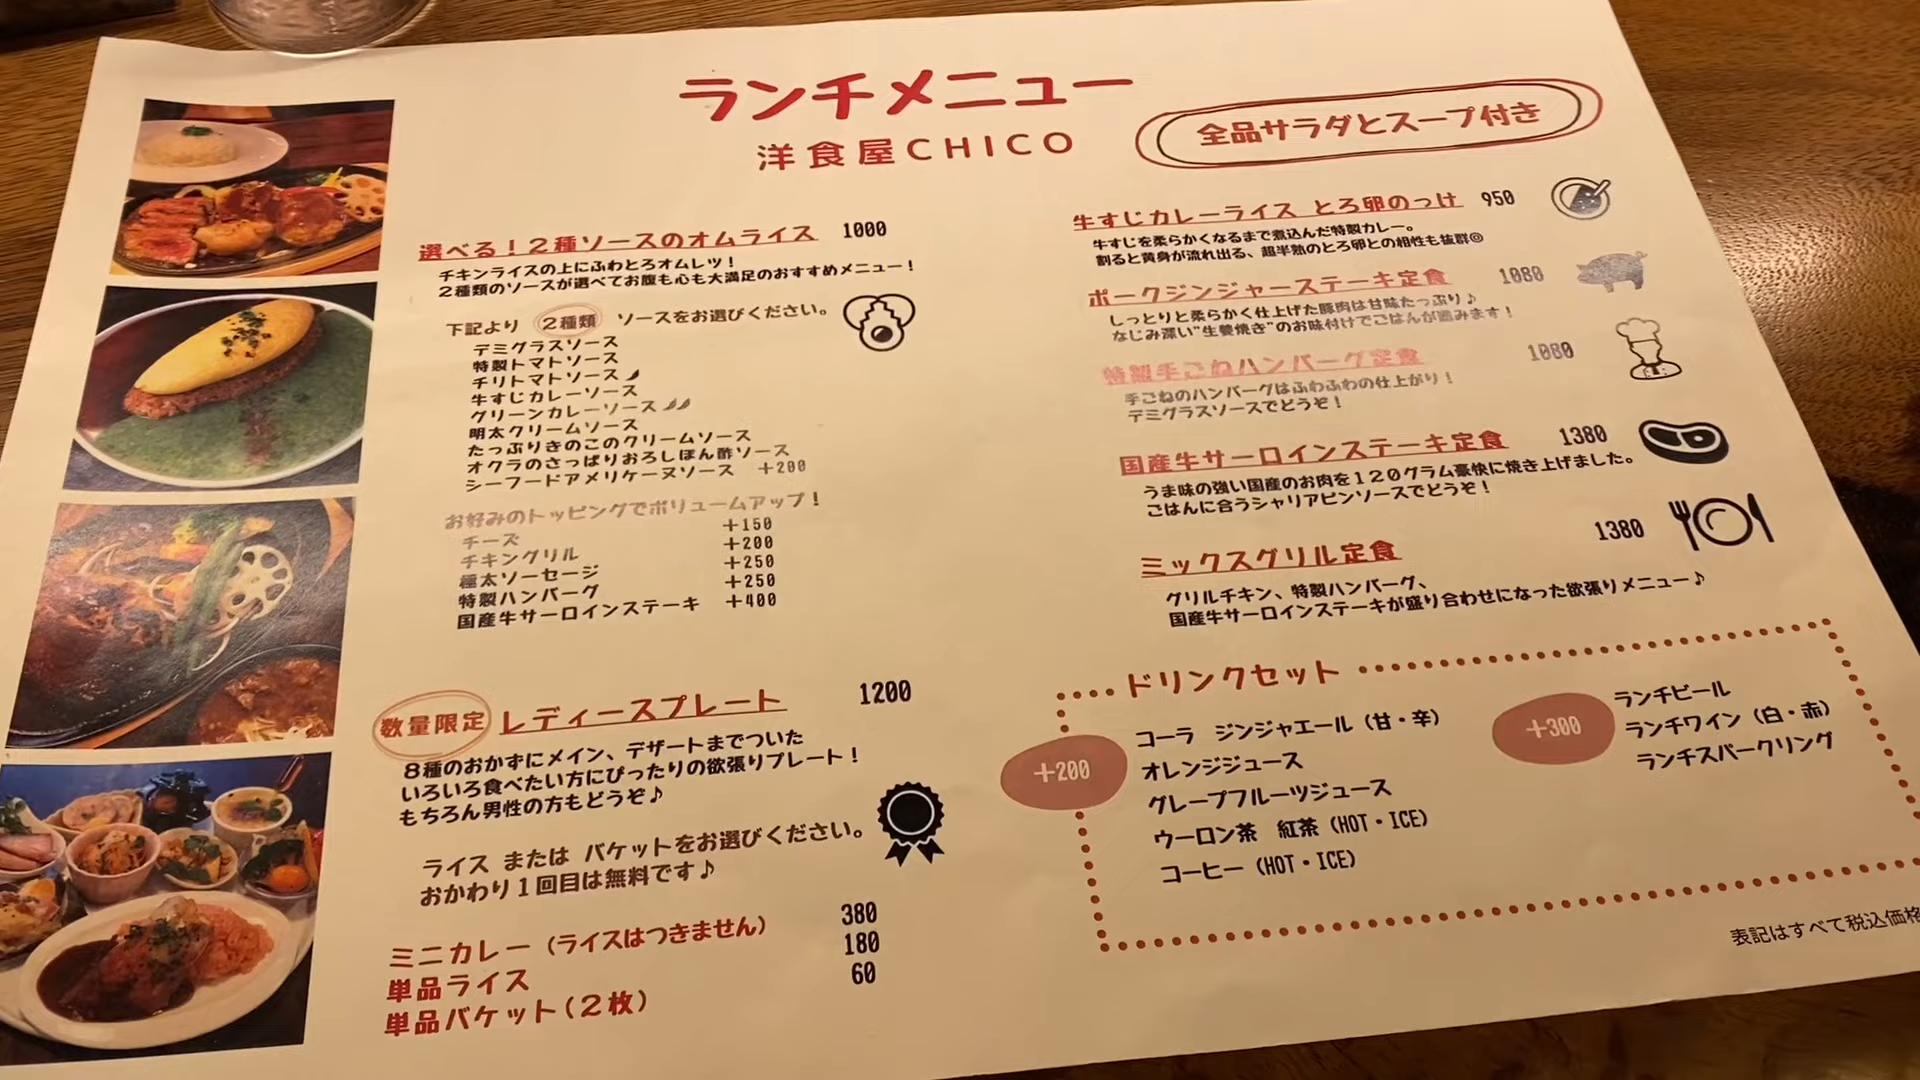 ランチメニュー
洋食屋CHICO
全品サラダとスープ付き
選べる！２種ソースのオムライス 1000
チキンライスの上にふわとろオムレツ！
２種類のソースが選べてお腹も心も大満足のおすすめメニュー！
下記より ２種類 ソースをお選びください。
デミグラスソース
特製トマトソース
チリトマトソース
牛すじカレーソース
グリーンカレーソース
明太クリームソース
たっぷりきのこのクリームソース
オクラのさっぱりおろしぽん酢ソース
シーフードアメリケーヌソース ＋200
お好みのトッピングでボリュームアップ！
チーズ ＋150
チキングリル ＋200
極太ソーセージ ＋250
特製ハンバーグ ＋250
国産牛サーロインステーキ ＋400
数量限定 レディースプレート 1200
８種のおかずにメイン、デザートまでついた
いろいろ食べたい方にぴったりの欲張りプレート！
もちろん男性の方もどうぞ♪
ライス または バケットをお選びください。
おかわり１回目は無料です♪
ミニカレー（ライスはつきません） 380
単品ライス 180
単品バケット（２枚） 60
牛すじカレーライス とろ卵のっけ 950
牛すじを柔らかくなるまで煮込んだ特製カレー。
割ると黄身が流れ出る、超半熟のとろ卵との相性も抜群◎
ポークジンジャーステーキ定食 1080
しっとりと柔らかく仕上げた豚肉は甘味たっぷり♪
なじみ深い"生姜焼き"のお味付けでごはんが進みます！
特製手ごねハンバーグ定食 1080
手ごねのハンバーグはふわふわの仕上がり！
デミグラスソースでどうぞ！
国産牛サーロインステーキ定食 1380
うま味の強い国産のお肉を１２０グラム豪快に焼き上げました。
ごはんに合うシャリアピンソースでどうぞ！
ミックスグリル定食 1380
グリルチキン、特製ハンバーグ、
国産牛サーロインステーキが盛り合わせになった欲張りメニュー♪
ドリンクセット
＋200
コーラ ジンジャエール（甘・辛）
オレンジジュース
グレープフルーツジュース
ウーロン茶 紅茶（HOT・ICE）
コーヒー（HOT・ICE）
＋300
ランチビール
ランチワイン（白・赤）
ランチスパークリング
表記はすべて税込価格